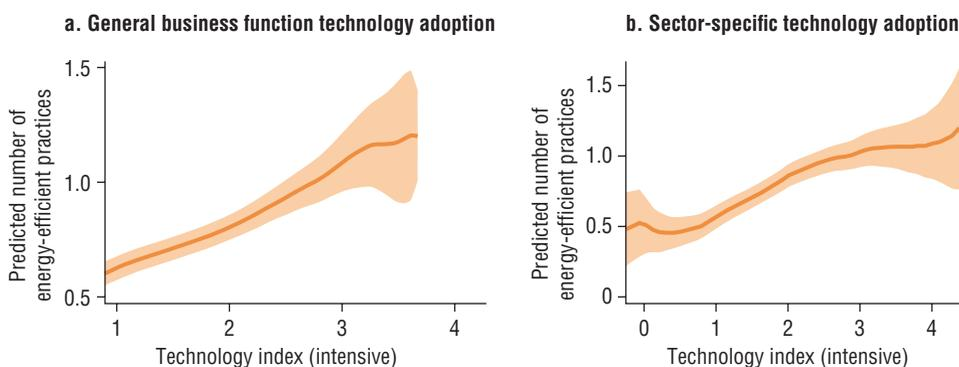 a. General business function technology adoption
Predicted number of
energy-efficient practices
1.5
1.0
0.5
1 2 3 4
Technology index (intensive)
b. Sector-specific technology adoption
Predicted number of
energy-efficient practices
1.5
1.0
0.5
0
0 1 2 3 4
Technology index (intensive)